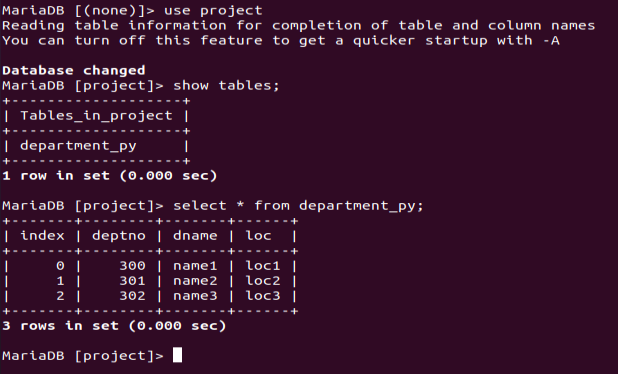 MariaDB [(none)]> use project
Reading table information for completion of table and column names
You can turn off this feature to get a quicker startup with -A

Database changed
MariaDB [project]> show tables;
+-------------------+
| Tables_in_project |
+-------------------+
| department_py     |
+-------------------+
1 row in set (0.000 sec)

MariaDB [project]> select * from department_py;
+-------+--------+-------+------+
| index | deptno | dname | loc  |
+-------+--------+-------+------+
|     0 |    300 | name1 | loc1 |
|     1 |    301 | name2 | loc2 |
|     2 |    302 | name3 | loc3 |
+-------+--------+-------+------+
3 rows in set (0.000 sec)

MariaDB [project]>